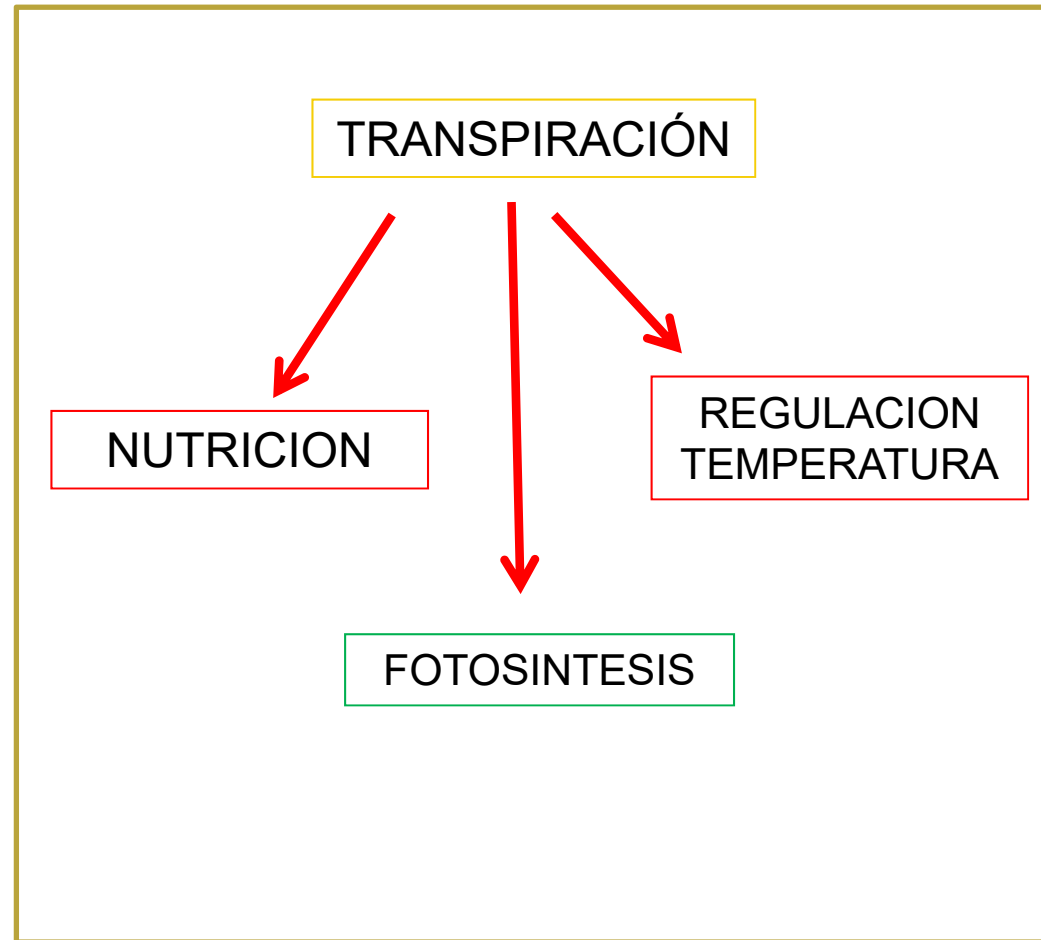 TRANSPIRACIÓN
NUTRICION
REGULACION
TEMPERATURA
FOTOSINTESIS